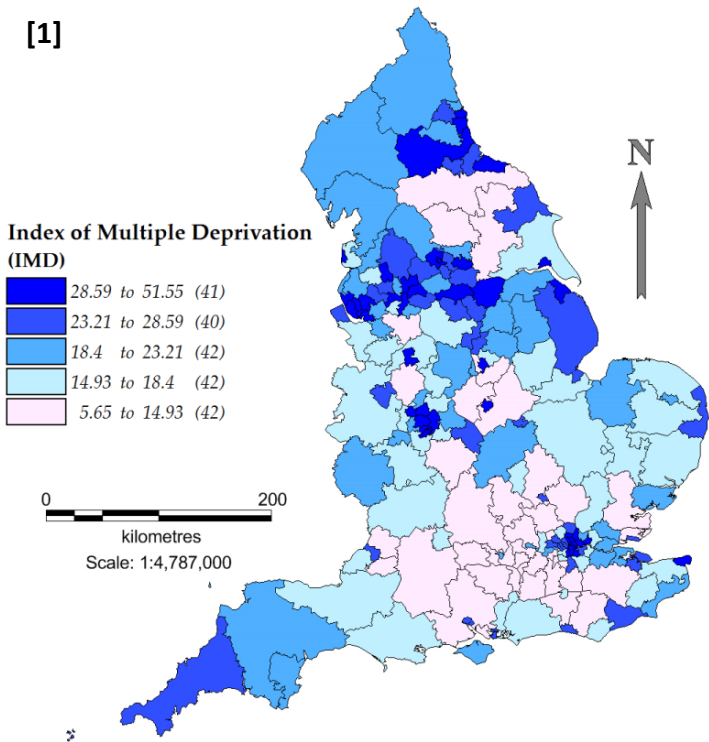 [1]
N
Index of Multiple Deprivation
(IMD)
28.59 to 51.55 (41)
23.21 to 28.59 (40)
18.4 to 23.21 (42)
14.93 to 18.4 (42)
5.65 to 14.93 (42)
0 200
kilometres
Scale: 1:4,787,000